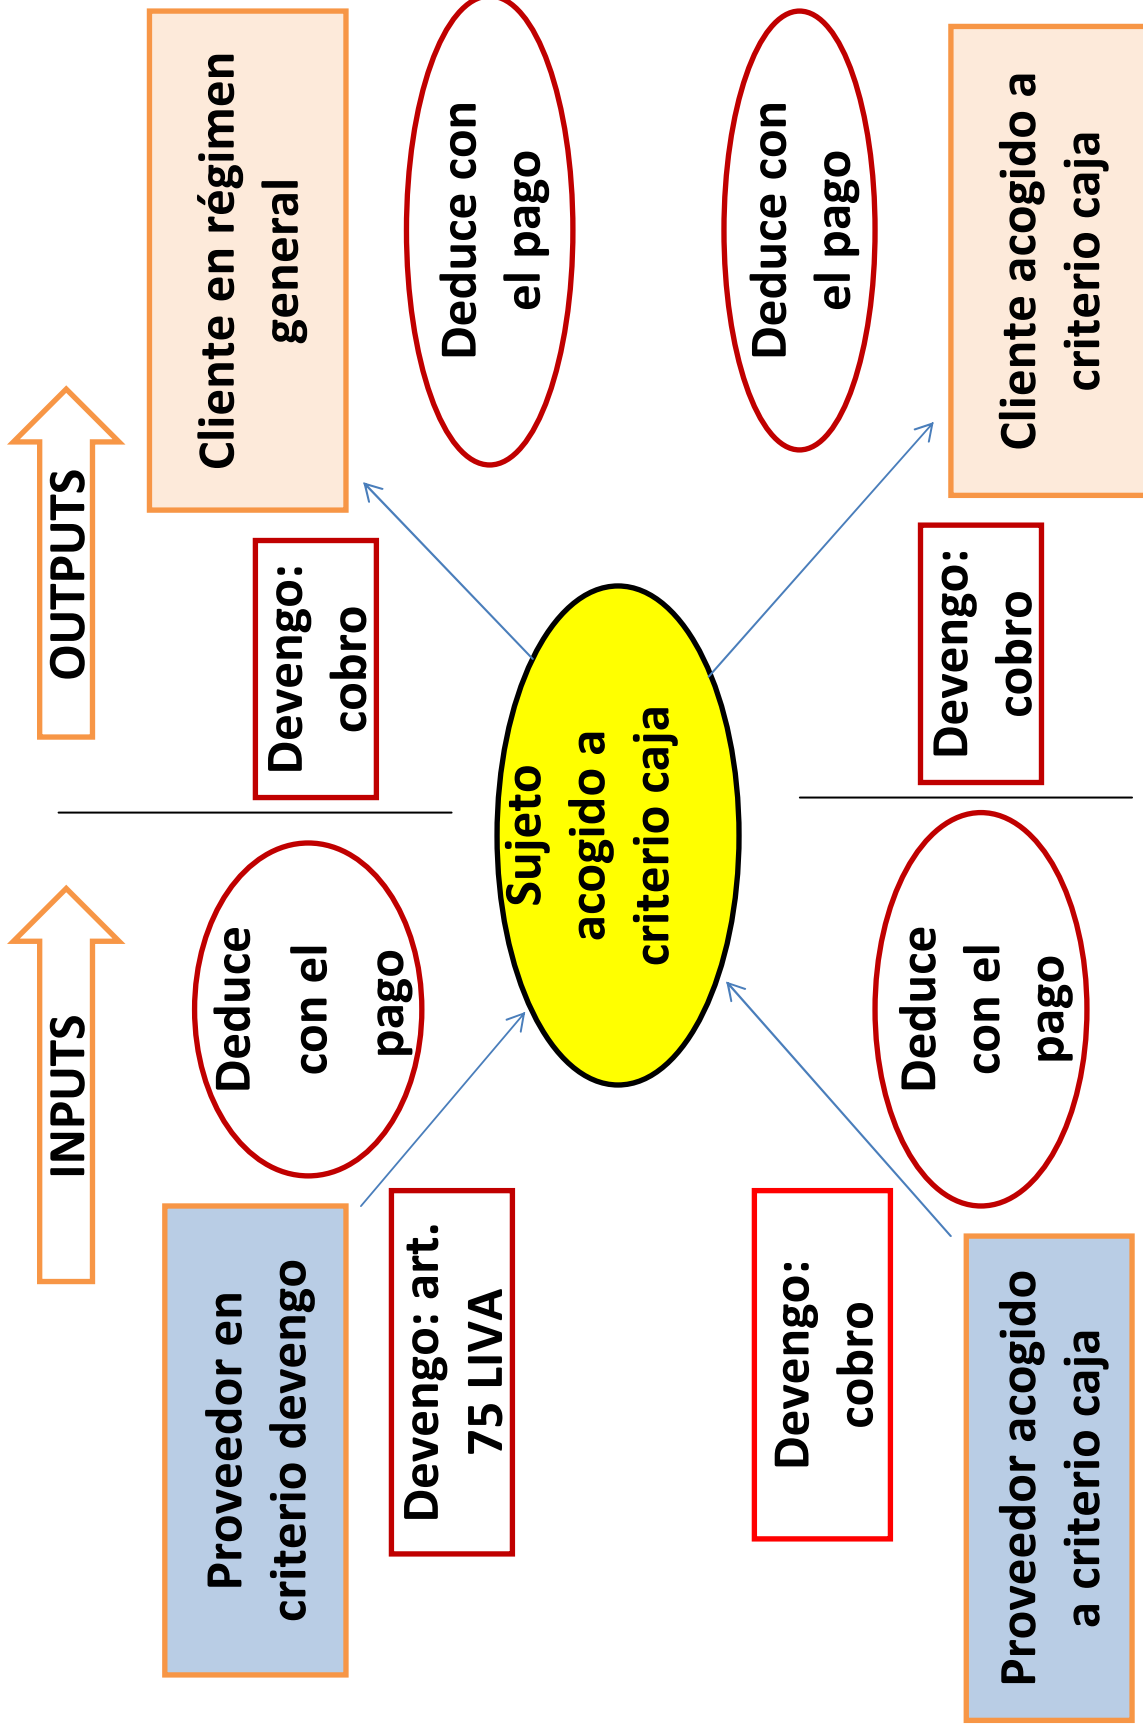 INPUTS
OUTPUTS
Proveedor en
criterio devengo
Deduce
con el
pago
Devengo:
cobro
Cliente en régimen
general
Devengo: art.
75 LIVA
Deduce con
el pago
Sujeto
acogido a
criterio caja
Devengo:
cobro
Deduce con
el pago
Proveedor acogido
a criterio caja
Deduce
con el
pago
Devengo:
cobro
Cliente acogido a
criterio caja